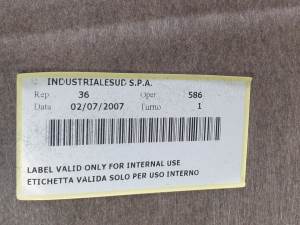 INDUSTRIALESUD S.P.A.
Rep 36 Oper 586
Data 02/07/2007 Turno 1
LABEL VALID ONLY FOR INTERNAL USE
ETICHETTA VALIDA SOLO PER USO INTERNO